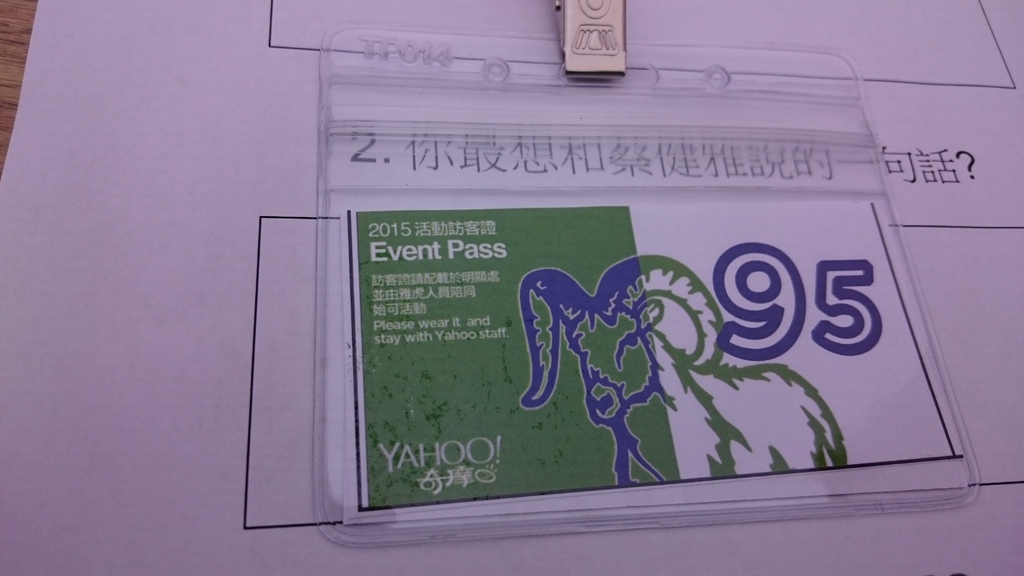 TP014
2. 你最想和蔡健雅說的一句話?
2015 活動訪客證
Event Pass
訪客證請配戴於明顯處
並由雅虎人員陪同
始可活動
Please wear it and
stay with Yahoo staff.
95
YAHOO!
奇摩